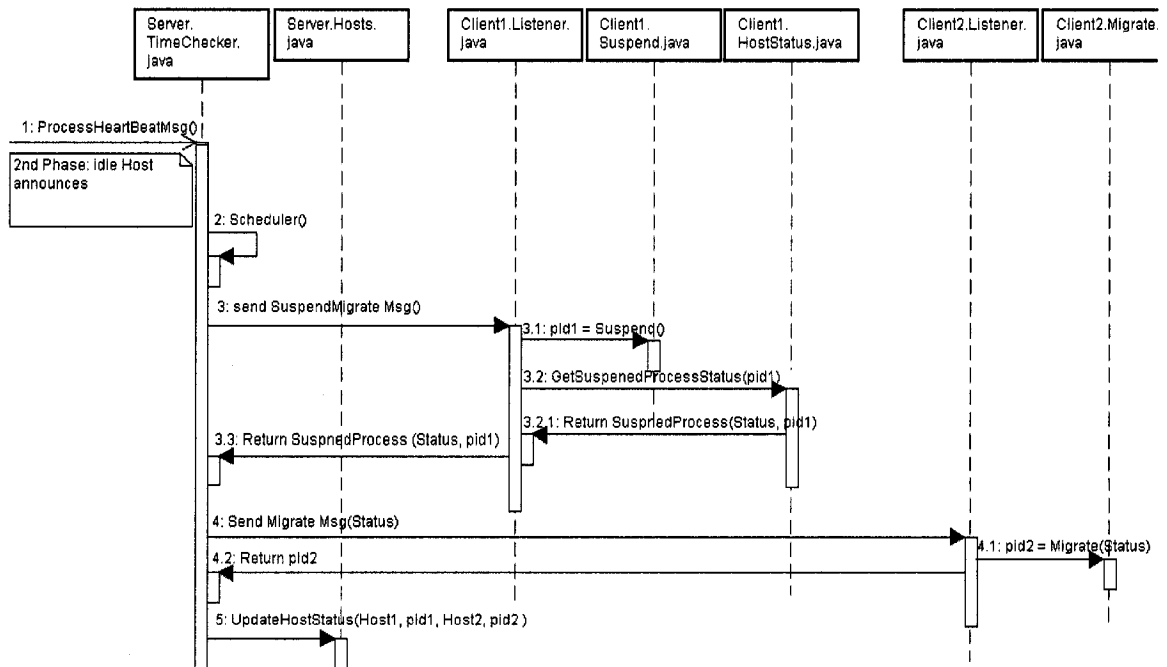 Server.
TimeChecker.
java
Server.Hosts.
java
Client1.Listener.
java
Client1.
Suspend.java
Client1.
HostStatus.java
Client2.Listener.
java
Client2.Migrate.
java
1: ProcessHeartBeatMsg()
2nd Phase: idle Host
announces
2: Scheduler()
3: send SuspendMigrate Msg()
3.1: pid1 = Suspend()
3.2: GetSuspenedProcessStatus(pid1)
3.2.1: Return SuspnedProcess(Status, pid1)
3.3: Return SuspnedProcess (Status, pid1)
4: Send Migrate Msg(Status)
4.1: pid2 = Migrate(Status)
4.2: Return pid2
5: UpdateHostStatus(Host1, pid1, Host2, pid2 )